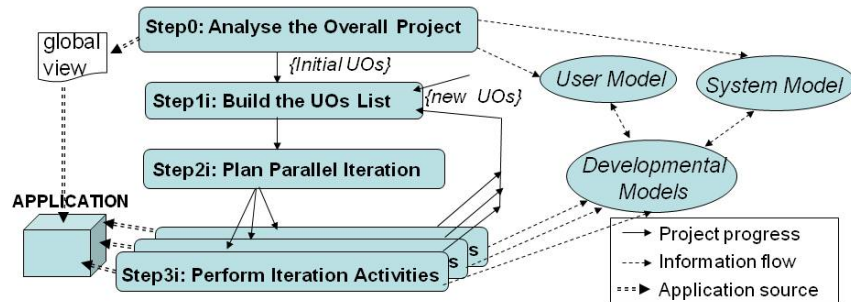 Step0: Analyse the Overall Project
global
view
{Initial UOs}
User Model
System Model
Step1i: Build the UOs List
{new UOs}
Step2i: Plan Parallel Iteration
Developmental
Models
APPLICATION
s
s
Step3i: Perform Iteration Activities
Project progress
Information flow
Application source